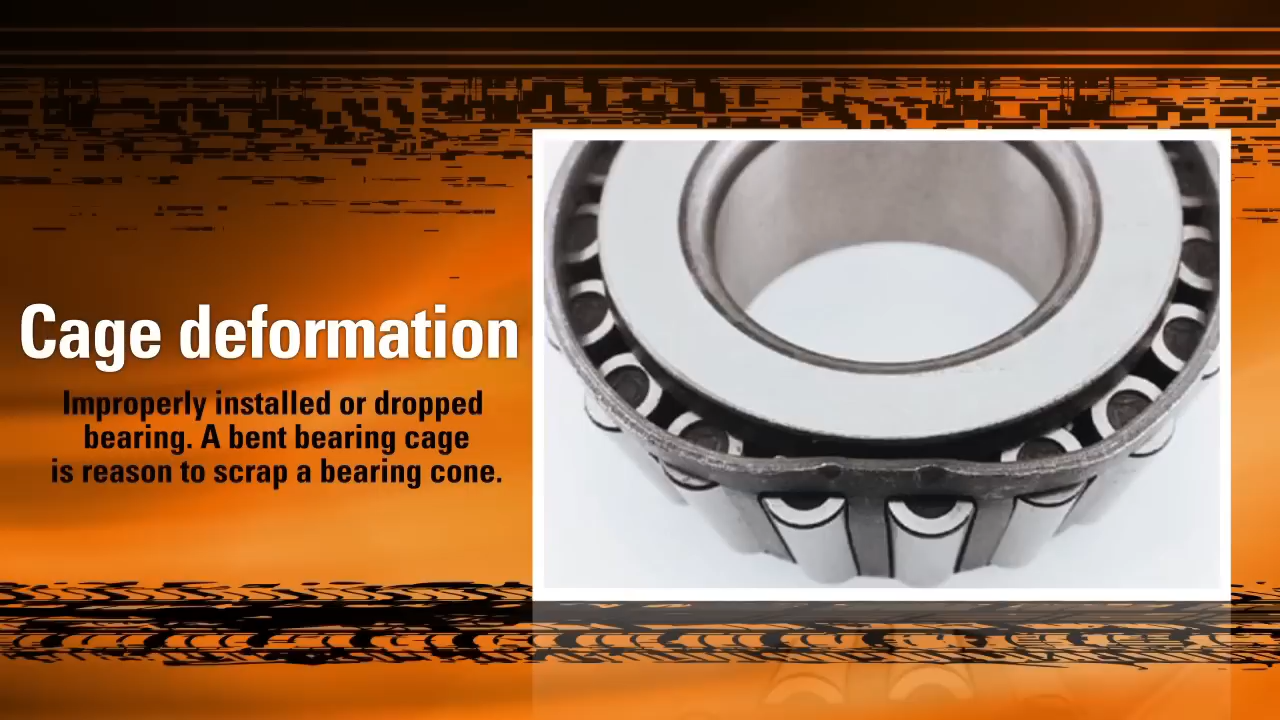 Cage deformation
Improperly installed or dropped
bearing. A bent bearing cage
is reason to scrap a bearing cone.